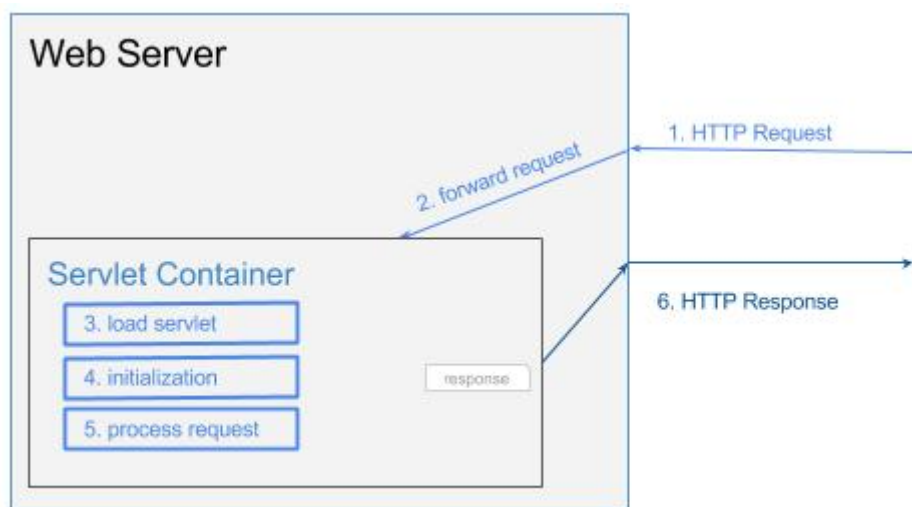 Web Server
1. HTTP Request
2. forward request
Servlet Container
3. load servlet
4. initialization
5. process request
response
6. HTTP Response